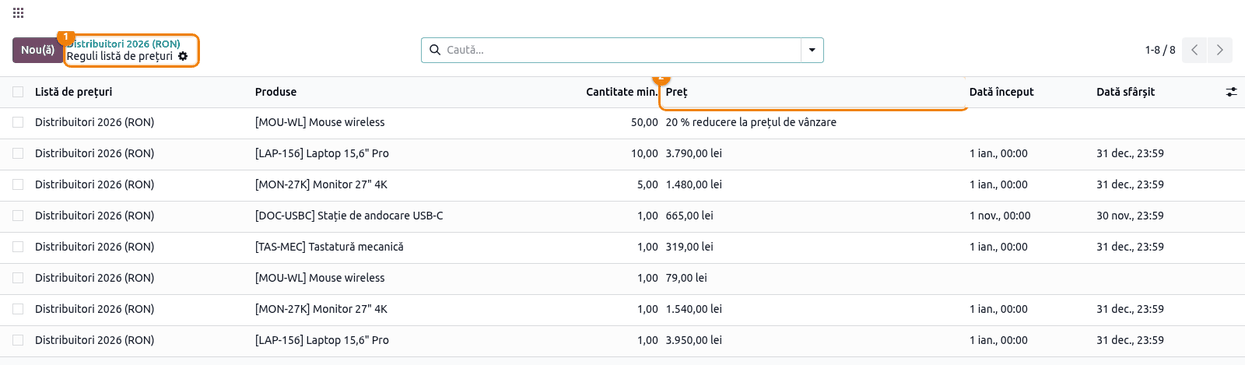 1
Nou(ă)
Distribuitori 2026 (RON)
Reguli listă de prețuri
Caută...
1-8 / 8
2
Listă de prețuri Produse Cantitate min. Preț Dată început Dată sfârșit
Distribuitori 2026 (RON) [MOU-WL] Mouse wireless 50,00 20 % reducere la prețul de vânzare
Distribuitori 2026 (RON) [LAP-156] Laptop 15,6" Pro 10,00 3.790,00 lei 1 ian., 00:00 31 dec., 23:59
Distribuitori 2026 (RON) [MON-27K] Monitor 27" 4K 5,00 1.480,00 lei 1 ian., 00:00 31 dec., 23:59
Distribuitori 2026 (RON) [DOC-USBC] Stație de andocare USB-C 1,00 665,00 lei 1 nov., 00:00 30 nov., 23:59
Distribuitori 2026 (RON) [TAS-MEC] Tastatură mecanică 1,00 319,00 lei 1 ian., 00:00 31 dec., 23:59
Distribuitori 2026 (RON) [MOU-WL] Mouse wireless 1,00 79,00 lei
Distribuitori 2026 (RON) [MON-27K] Monitor 27" 4K 1,00 1.540,00 lei 1 ian., 00:00 31 dec., 23:59
Distribuitori 2026 (RON) [LAP-156] Laptop 15,6" Pro 1,00 3.950,00 lei 1 ian., 00:00 31 dec., 23:59